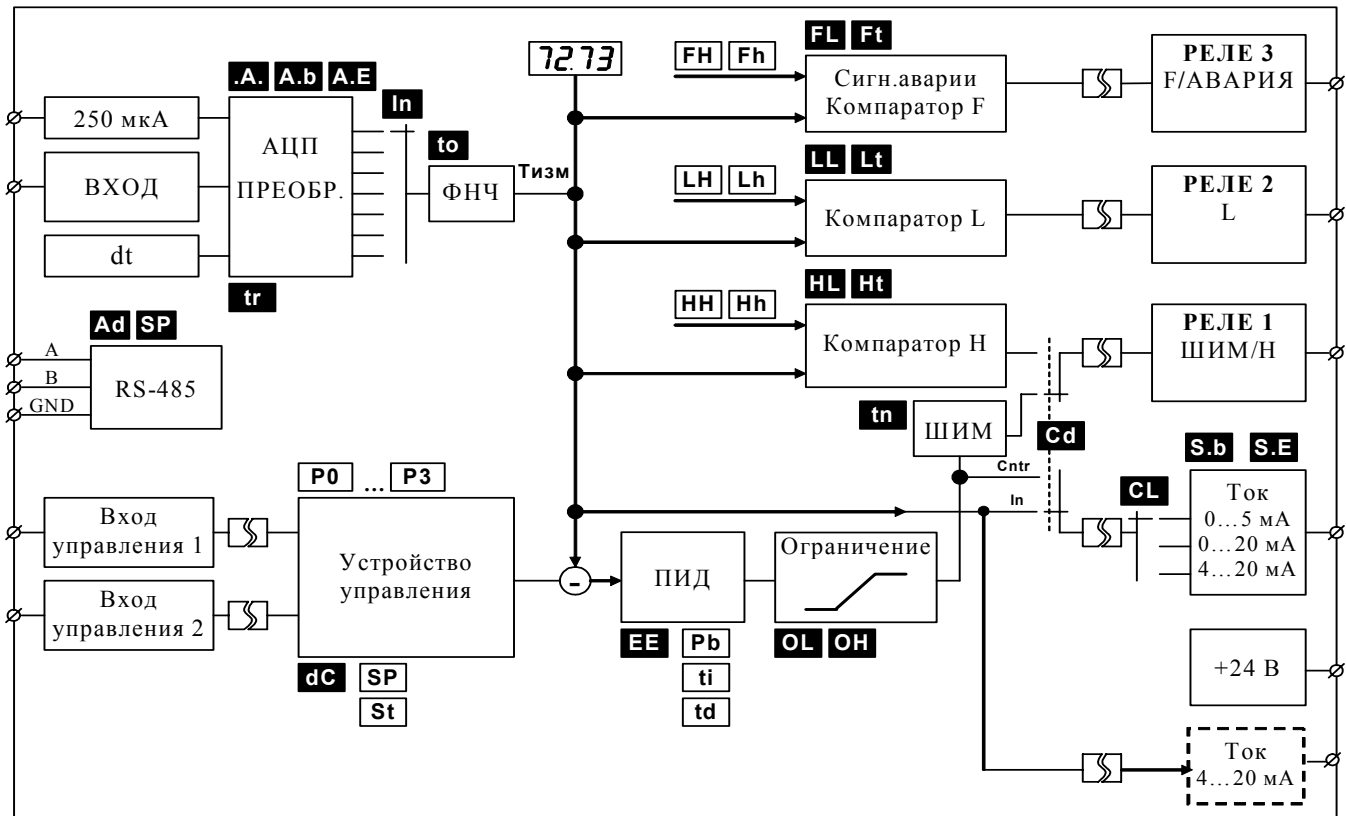 72.73
FH Fh
FL Ft
Сигн.аварии
Компаратор F
РЕЛЕ 3
F/АВАРИЯ
.A. A.b A.E
In
250 мкА
АЦП
ПРЕОБР.
to
ФНЧ
Тизм
ВХОД
dt
tr
LH Lh
LL Lt
Компаратор L
РЕЛЕ 2
L
HH Hh
HL Ht
Компаратор H
РЕЛЕ 1
ШИМ/Н
Ad SP
A
B
GND
RS-485
tn
ШИМ
Cd
Cntr
In
CL
S.b S.E
Ток
0...5 мА
0...20 мА
4...20 мА
P0 ... P3
Вход
управления 1
Вход
управления 2
Устройство
управления
dC SP
St
-
ПИД
EE Pb
ti
td
Ограничение
OL OH
+24 В
Ток
4...20 мА